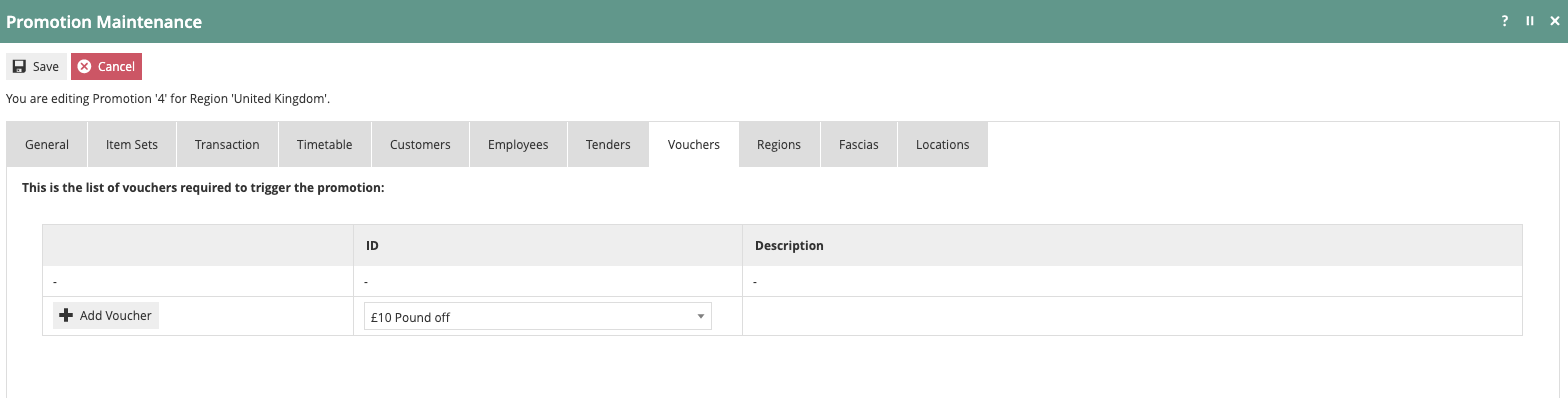 Promotion Maintenance
Save Cancel
You are editing Promotion '4' for Region 'United Kingdom'.
General Item Sets Transaction Timetable Customers Employees Tenders Vouchers Regions Fascias Locations
This is the list of vouchers required to trigger the promotion:
ID Description
- - -
Add Voucher £10 Pound off